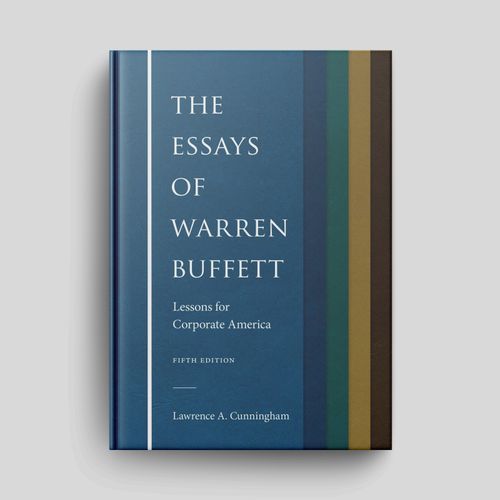 THE
ESSAYS
OF
WARREN
BUFFETT
Lessons for
Corporate America
FIFTH EDITION
Lawrence A. Cunningham